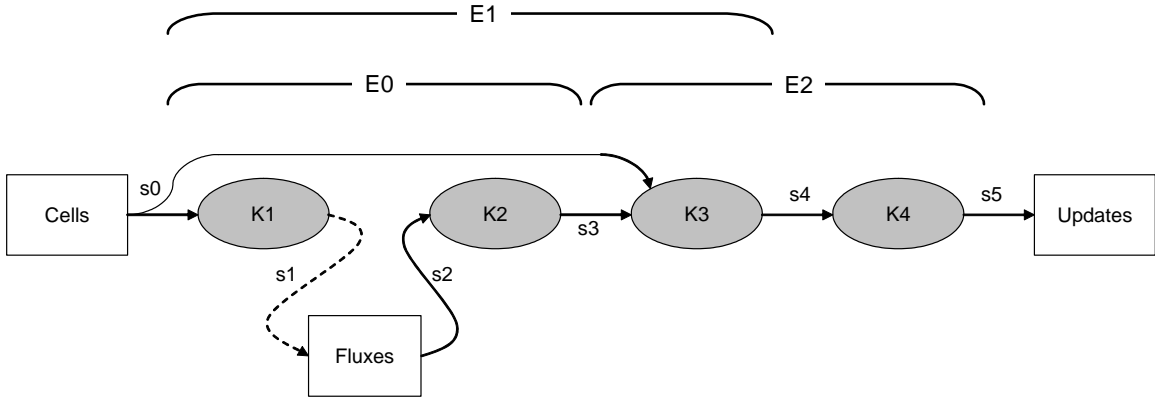 E1
E0
E2
s0
Cells
K1
K2
s3
K3
s4
K4
s5
Updates
s1
s2
Fluxes